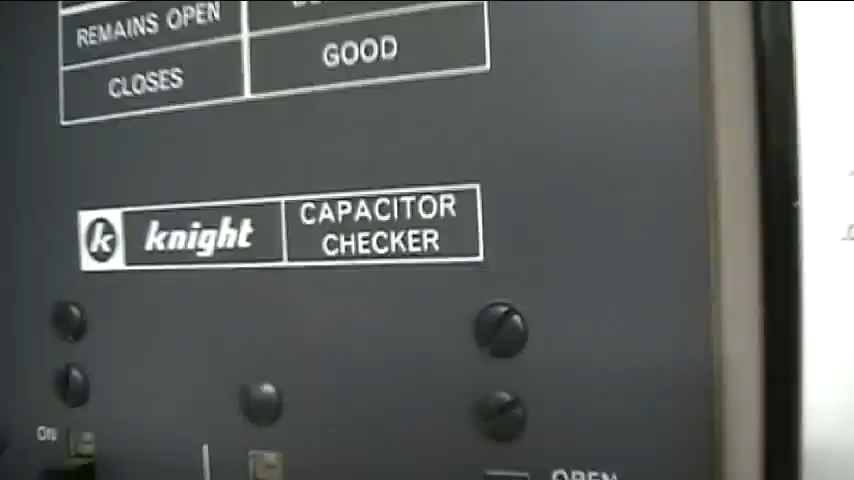 REMAINS OPEN
CLOSES
GOOD
k knight
CAPACITOR
CHECKER
ON
OPEN